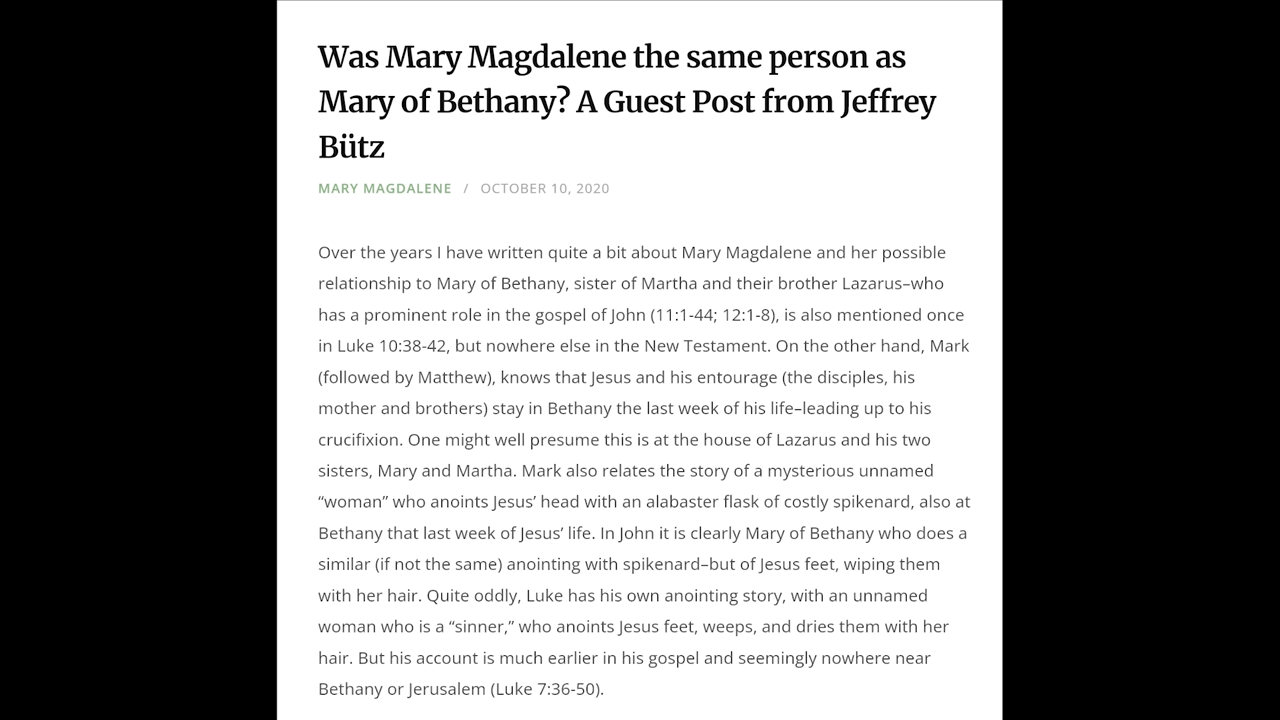 Was Mary Magdalene the same person as
Mary of Bethany? A Guest Post from Jeffrey
Bütz
MARY MAGDALENE / OCTOBER 10, 2020
Over the years I have written quite a bit about Mary Magdalene and her possible
relationship to Mary of Bethany, sister of Martha and their brother Lazarus–who
has a prominent role in the gospel of John (11:1-44; 12:1-8), is also mentioned once
in Luke 10:38-42, but nowhere else in the New Testament. On the other hand, Mark
(followed by Matthew), knows that Jesus and his entourage (the disciples, his
mother and brothers) stay in Bethany the last week of his life–leading up to his
crucifixion. One might well presume this is at the house of Lazarus and his two
sisters, Mary and Martha. Mark also relates the story of a mysterious unnamed
“woman” who anoints Jesus’ head with an alabaster flask of costly spikenard, also at
Bethany that last week of Jesus’ life. In John it is clearly Mary of Bethany who does a
similar (if not the same) anointing with spikenard–but of Jesus feet, wiping them
with her hair. Quite oddly, Luke has his own anointing story, with an unnamed
woman who is a “sinner,” who anoints Jesus feet, weeps, and dries them with her
hair. But his account is much earlier in his gospel and seemingly nowhere near
Bethany or Jerusalem (Luke 7:36-50).